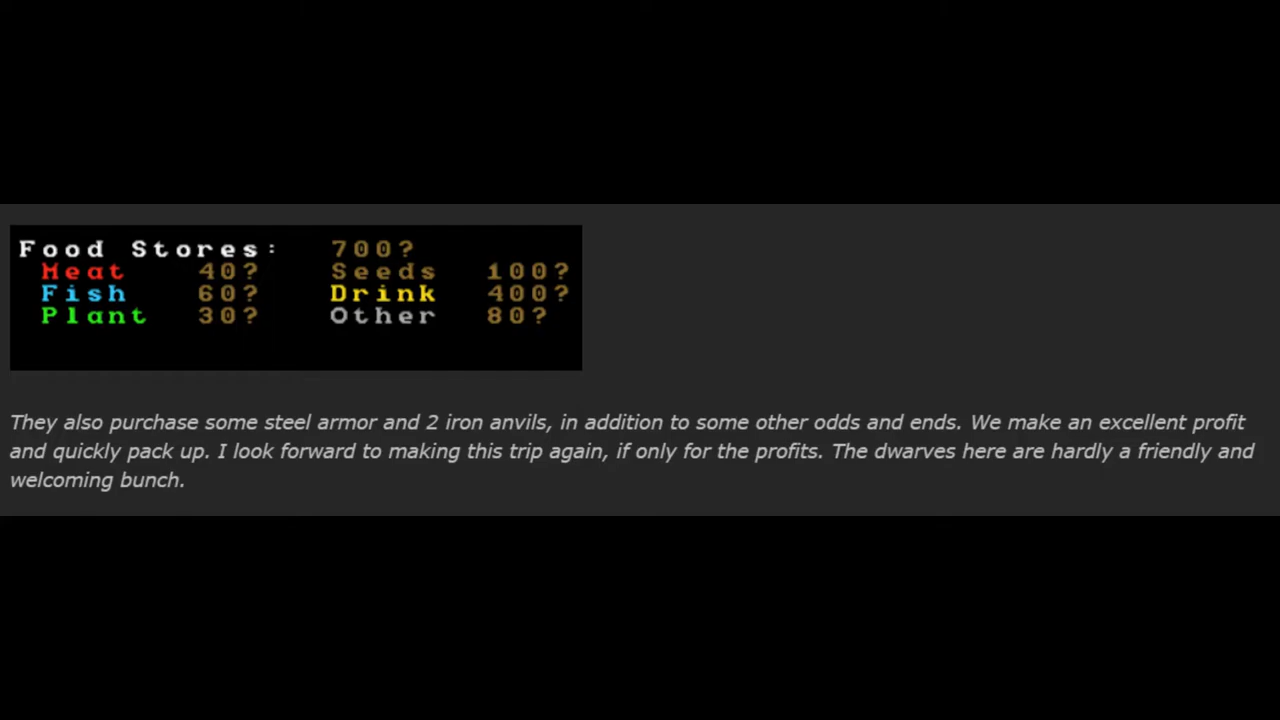 Food Stores: 700?
Meat 40? Seeds 100?
Fish 60? Drink 400?
Plant 30? Other 80?
They also purchase some steel armor and 2 iron anvils, in addition to some other odds and ends. We make an excellent profit
and quickly pack up. I look forward to making this trip again, if only for the profits. The dwarves here are hardly a friendly and
welcoming bunch.